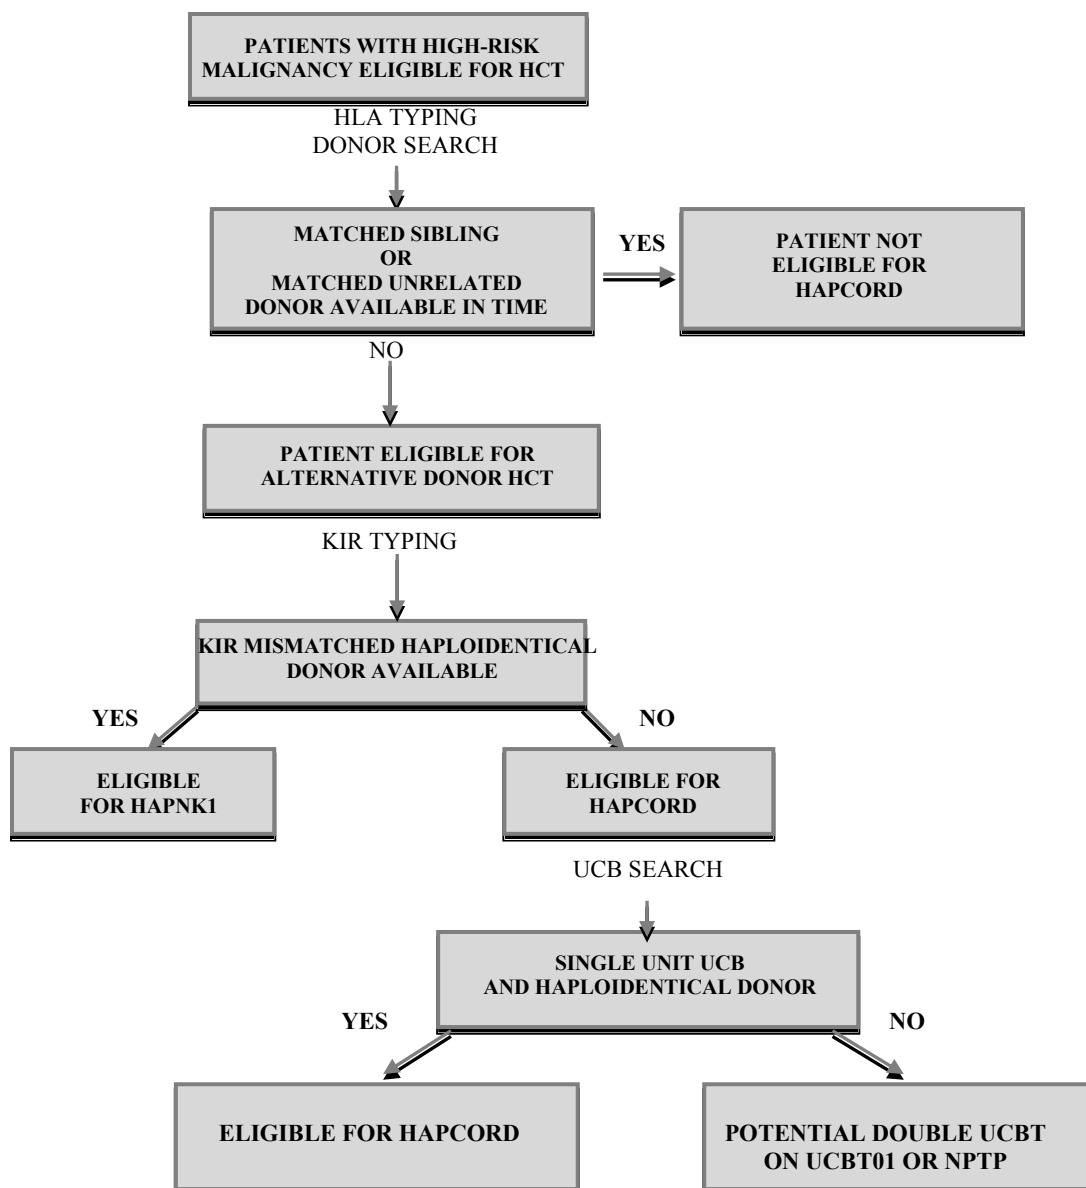 PATIENTS WITH HIGH-RISK
MALIGNANCY ELIGIBLE FOR HCT
HLA TYPING
DONOR SEARCH
MATCHED SIBLING
OR
MATCHED UNRELATED
DONOR AVAILABLE IN TIME
YES
PATIENT NOT
ELIGIBLE FOR
HAPCORD
NO
PATIENT ELIGIBLE FOR
ALTERNATIVE DONOR HCT
KIR TYPING
KIR MISMATCHED HAPLOIDENTICAL
DONOR AVAILABLE
YES
NO
ELIGIBLE
FOR HAPNK1
ELIGIBLE FOR
HAPCORD
UCB SEARCH
SINGLE UNIT UCB
AND HAPLOIDENTICAL DONOR
YES
NO
ELIGIBLE FOR HAPCORD
POTENTIAL DOUBLE UCBT
ON UCBT01 OR NPTP